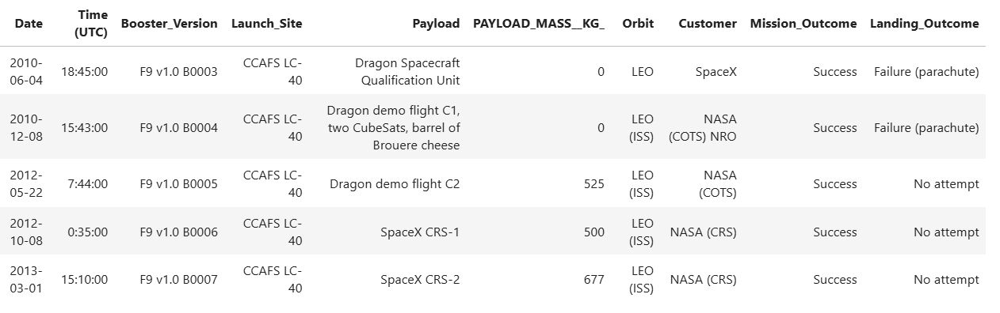 Date Time (UTC) Booster_Version Launch_Site Payload PAYLOAD_MASS__KG_ Orbit Customer Mission_Outcome Landing_Outcome
2010-06-04 18:45:00 F9 v1.0 B0003 CCAFS LC-40 Dragon Spacecraft Qualification Unit 0 LEO SpaceX Success Failure (parachute)
2010-12-08 15:43:00 F9 v1.0 B0004 CCAFS LC-40 Dragon demo flight C1, two CubeSats, barrel of Brouere cheese 0 LEO (ISS) NASA (COTS) NRO Success Failure (parachute)
2012-05-22 7:44:00 F9 v1.0 B0005 CCAFS LC-40 Dragon demo flight C2 525 LEO (ISS) NASA (COTS) Success No attempt
2012-10-08 0:35:00 F9 v1.0 B0006 CCAFS LC-40 SpaceX CRS-1 500 LEO (ISS) NASA (CRS) Success No attempt
2013-03-01 15:10:00 F9 v1.0 B0007 CCAFS LC-40 SpaceX CRS-2 677 LEO (ISS) NASA (CRS) Success No attempt